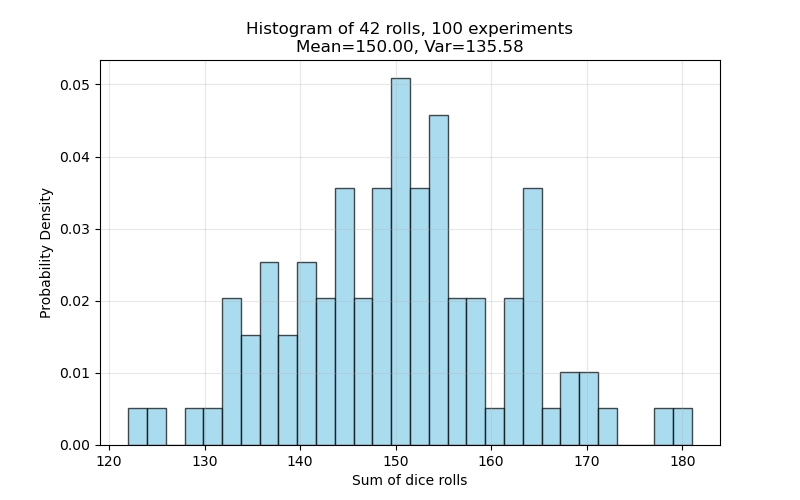 Histogram of 42 rolls, 100 experiments
Mean=150.00, Var=135.58
Probability Density
0.05
0.04
0.03
0.02
0.01
0.00
120 130 140 150 160 170 180
Sum of dice rolls